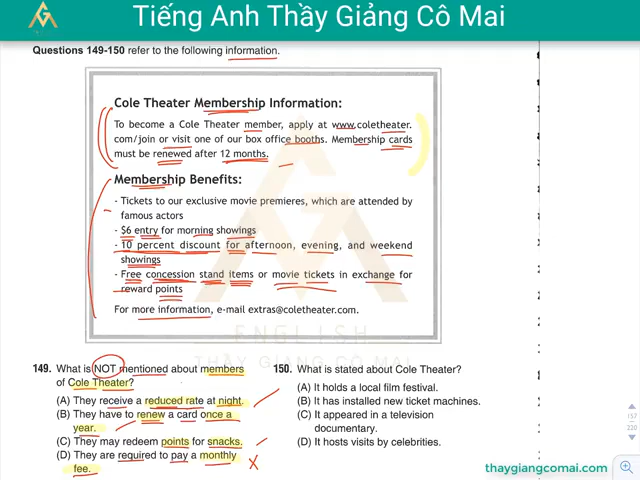 Tiếng Anh Thầy Giảng Cô Mai
Questions 149-150 refer to the following information.
Cole Theater Membership Information:
To become a Cole Theater member, apply at www.coletheater.
com/join or visit one of our box office booths. Membership cards
must be renewed after 12 months.
Membership Benefits:
- Tickets to our exclusive movie premieres, which are attended by
famous actors
- $6 entry for morning showings
- 10 percent discount for afternoon, evening, and weekend
showings
- Free concession stand items or movie tickets in exchange for
reward points
For more information, e-mail extras@coletheater.com.
ENGLISH
THẦY GIẢNG CÔ MAI
149. What is NOT mentioned about members
of Cole Theater?
(A) They receive a reduced rate at night.
(B) They have to renew a card once a
year.
(C) They may redeem points for snacks.
(D) They are required to pay a monthly
fee.
150. What is stated about Cole Theater?
(A) It holds a local film festival.
(B) It has installed new ticket machines.
(C) It appeared in a television
documentary.
(D) It hosts visits by celebrities.
157
220
thaygiangcomai.com